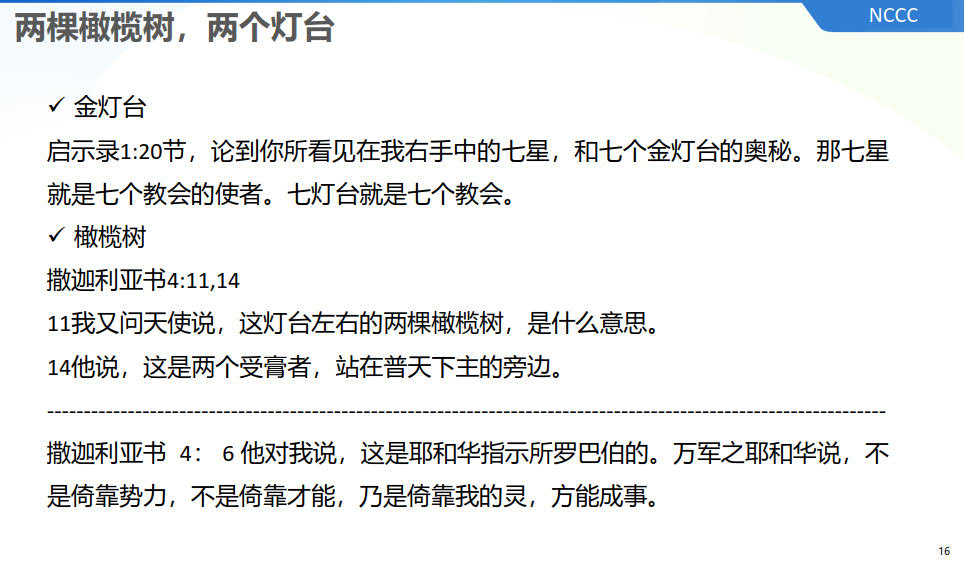 两棵橄榄树，两个灯台
NCCC
✓ 金灯台
启示录1:20节，论到你所看见在我右手中的七星，和七个金灯台的奥秘。那七星
就是七个教会的使者。七灯台就是七个教会。
✓ 橄榄树
撒迦利亚书4:11,14
11我又问天使说，这灯台左右的两棵橄榄树，是什么意思。
14他说，这是两个受膏者，站在普天下主的旁边。
--------------------------------------------------------------------------------------------------------------------
撒迦利亚书 4： 6 他对我说，这是耶和华指示所罗巴伯的。万军之耶和华说，不
是倚靠势力，不是倚靠才能，乃是倚靠我的灵，方能成事。
16